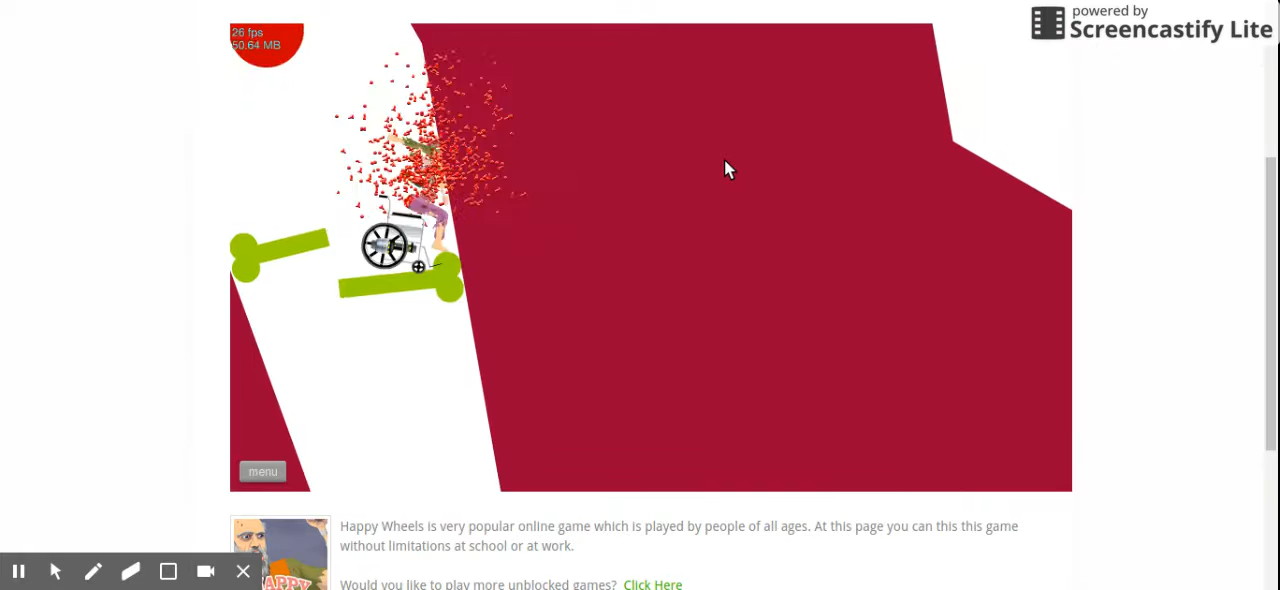 powered by
Screencastify Lite
26 fps
50.64 MB
menu
Happy Wheels is very popular online game which is played by people of all ages. At this page you can this this game
without limitations at school or at work.
Would you like to play more unblocked games? Click Here